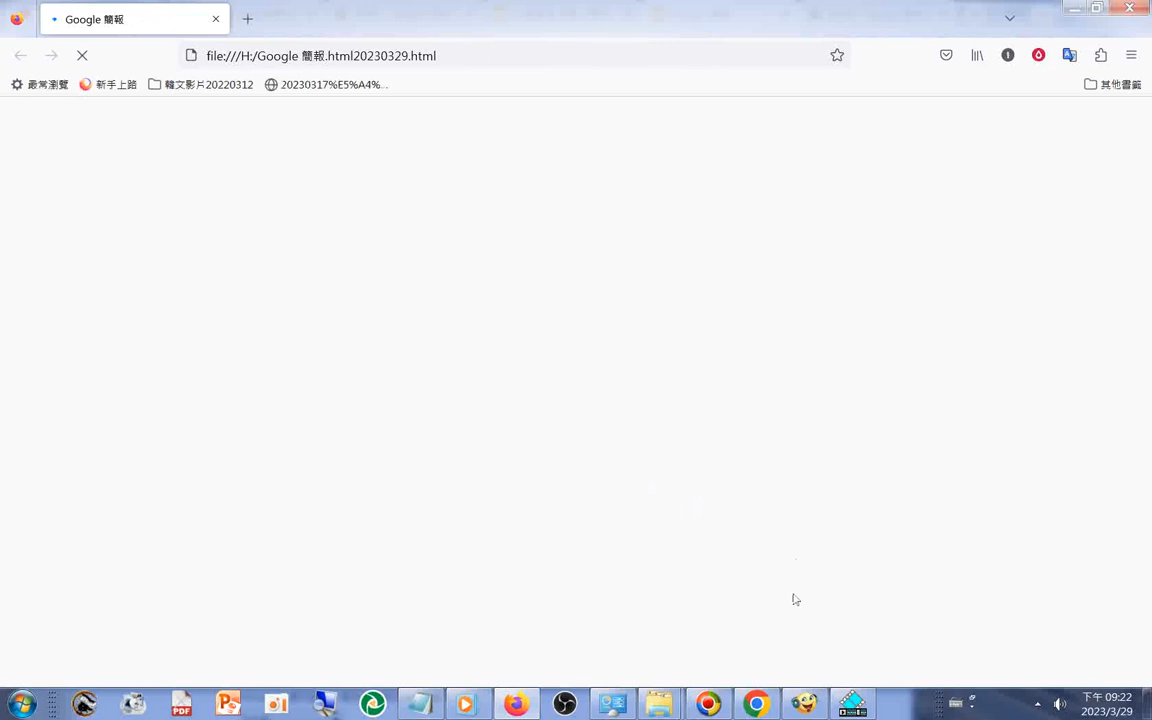 Google 簡報
file:///H:/Google 簡報.html20230329.html
最常瀏覽
新手上路
韓文影片20220312
20230317%E5%A4%...
其他書籤
PDF
下午 09:22
2023/3/29